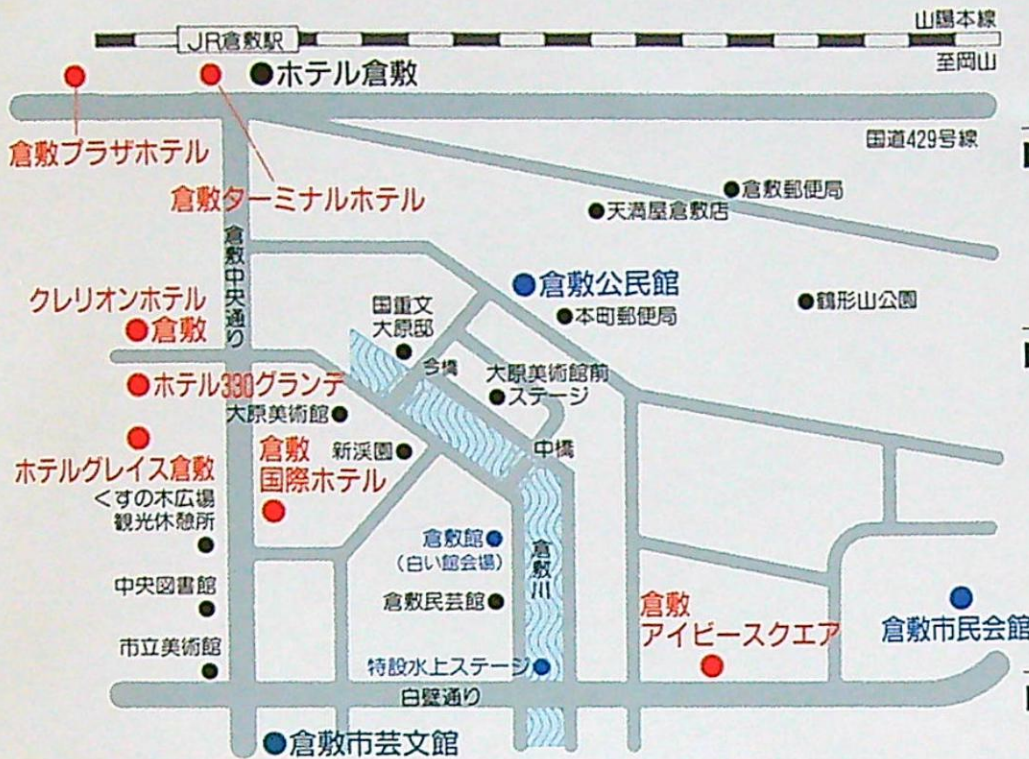 山陽本線
JR倉敷駅
至岡山
ホテル倉敷
国道429号線
倉敷プラザホテル
倉敷ターミナルホテル
倉敷郵便局
天満屋倉敷店
倉敷中央通り
倉敷公民館
クレリオンホテル
倉敷
国重文
大原邸
本町郵便局
鶴形山公園
今橋
大原美術館前
ステージ
ホテル330グランデ
大原美術館
中橋
新渓園
倉敷
国際ホテル
ホテルグレイス倉敷
くすの木広場
観光休憩所
倉敷館
(白い館会場)
倉敷川
中央図書館
倉敷民芸館
倉敷
アイビースクエア
倉敷市民会館
市立美術館
特設水上ステージ
白壁通り
倉敷市芸文館